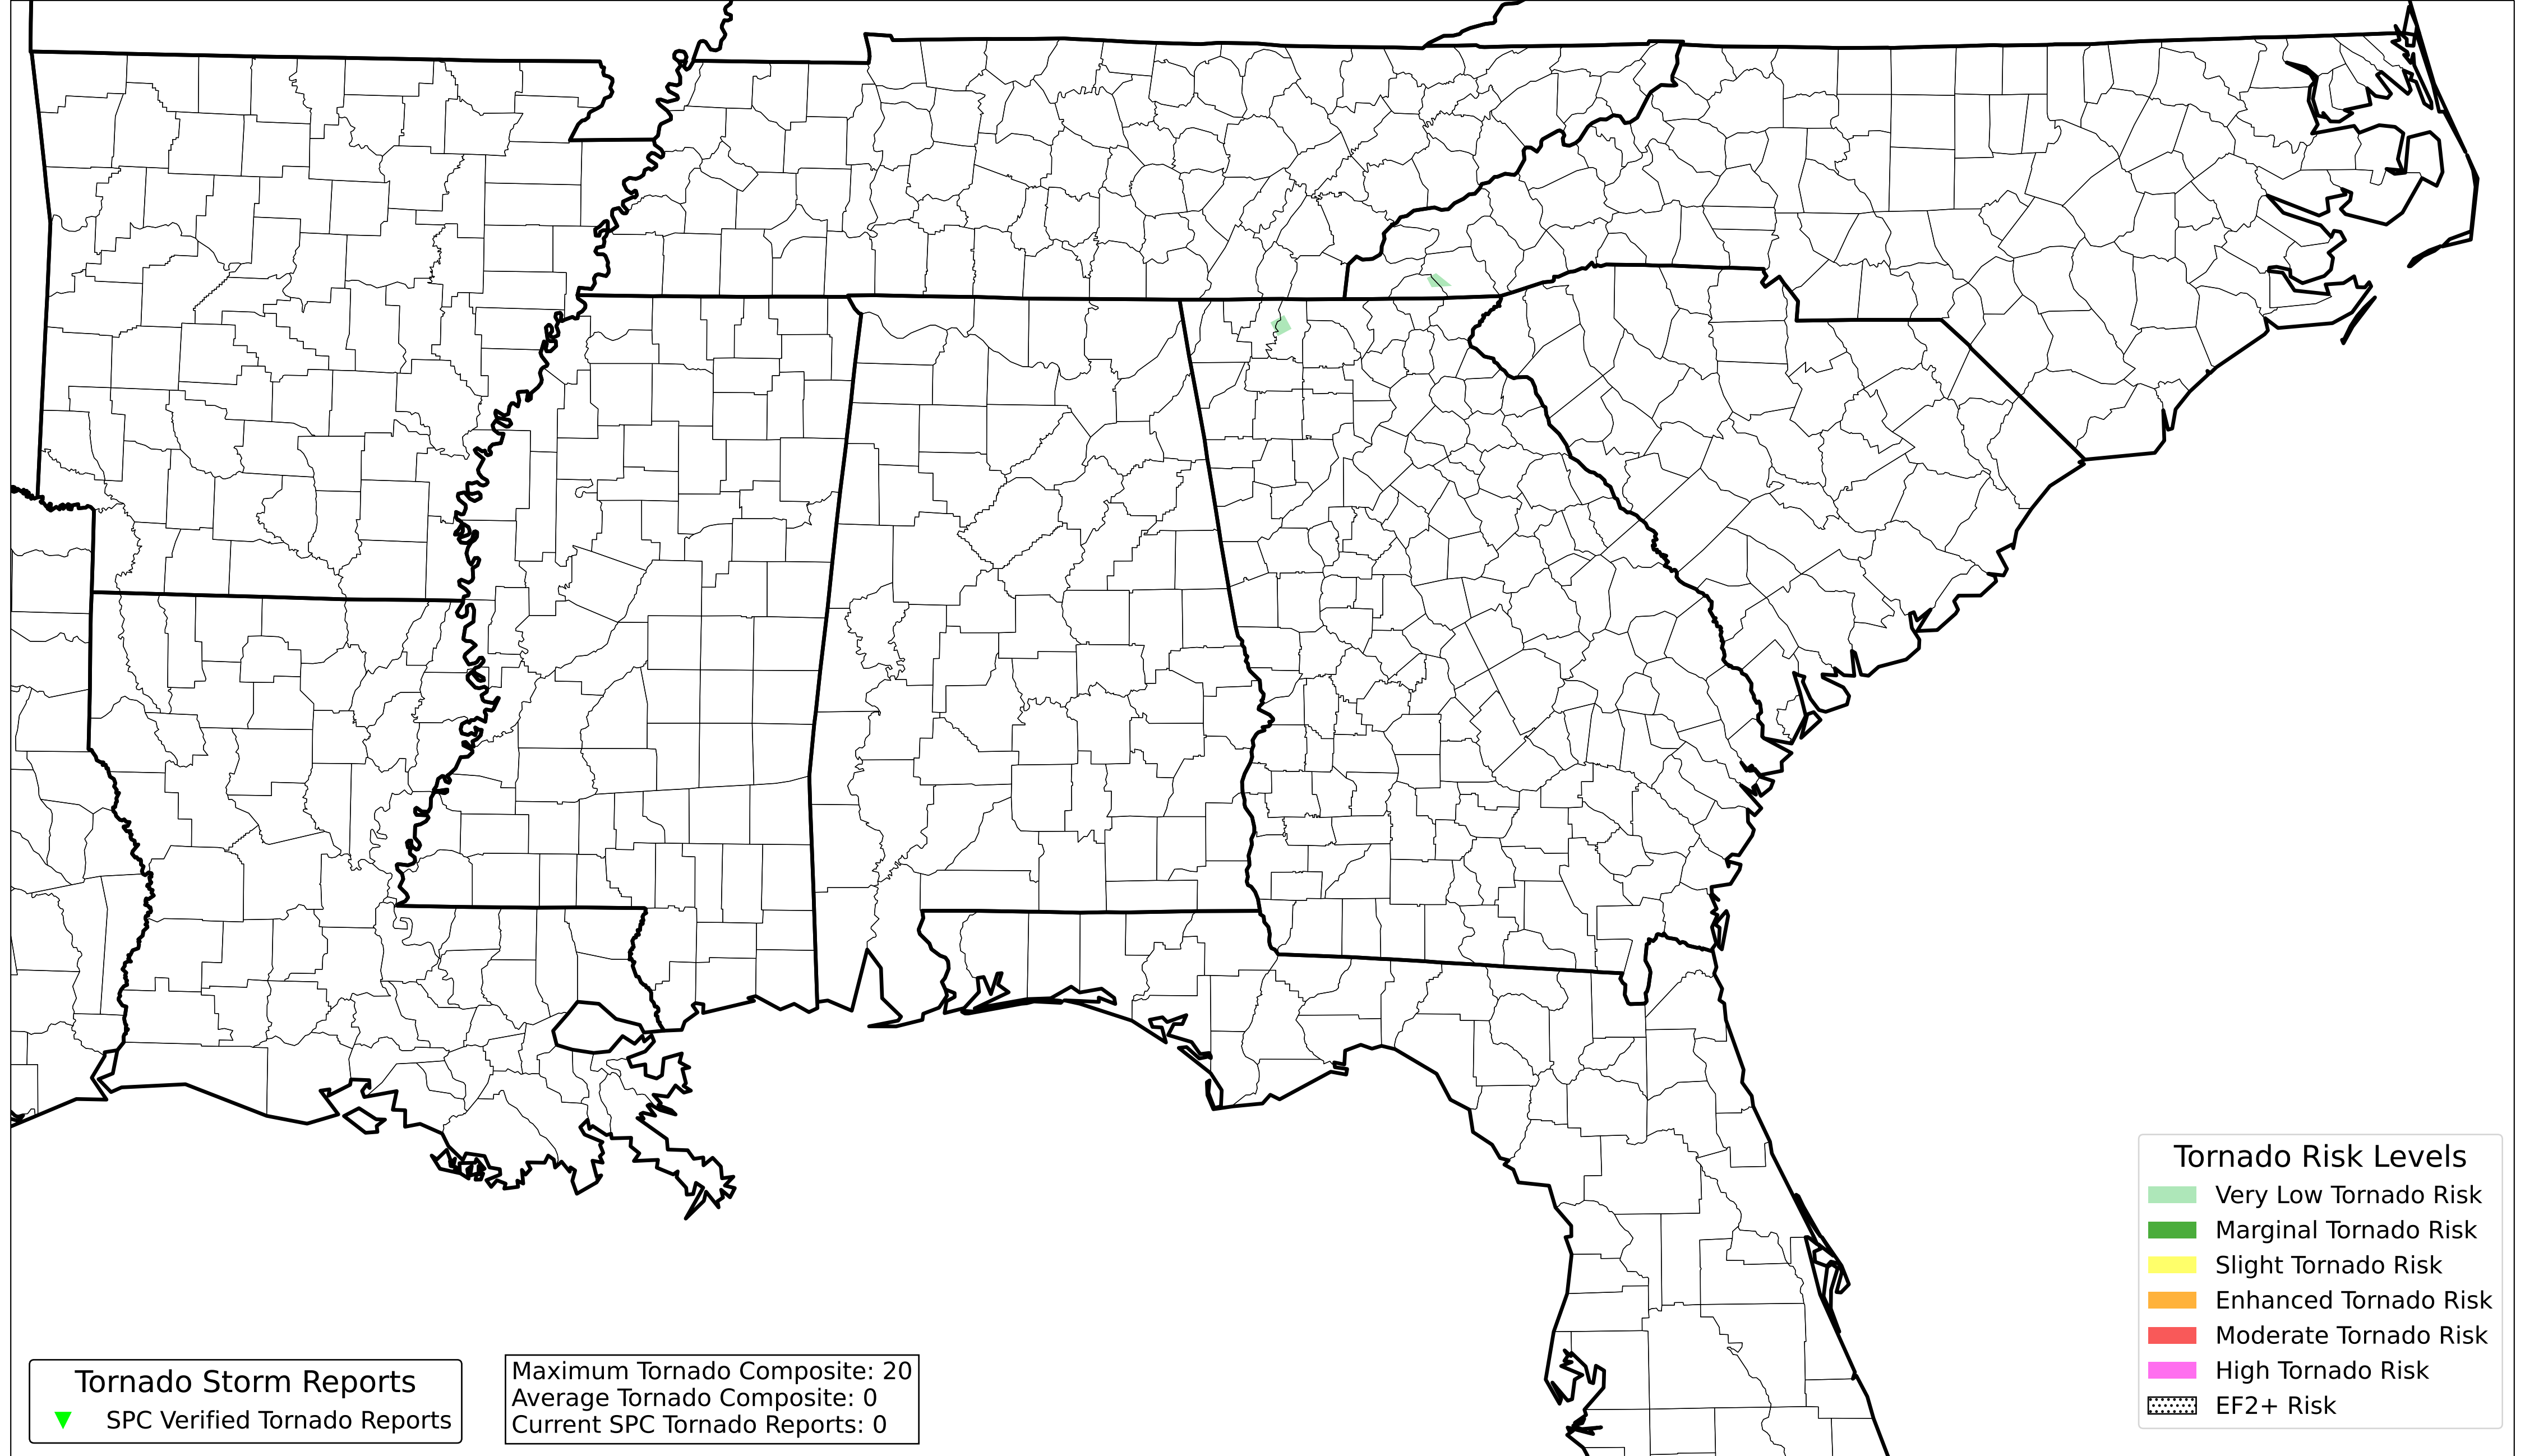 Tornado Risk Levels
Very Low Tornado Risk
Marginal Tornado Risk
Slight Tornado Risk
Enhanced Tornado Risk
Moderate Tornado Risk
High Tornado Risk
EF2+ Risk
Tornado Storm Reports
SPC Verified Tornado Reports
Maximum Tornado Composite: 20
Average Tornado Composite: 0
Current SPC Tornado Reports: 0